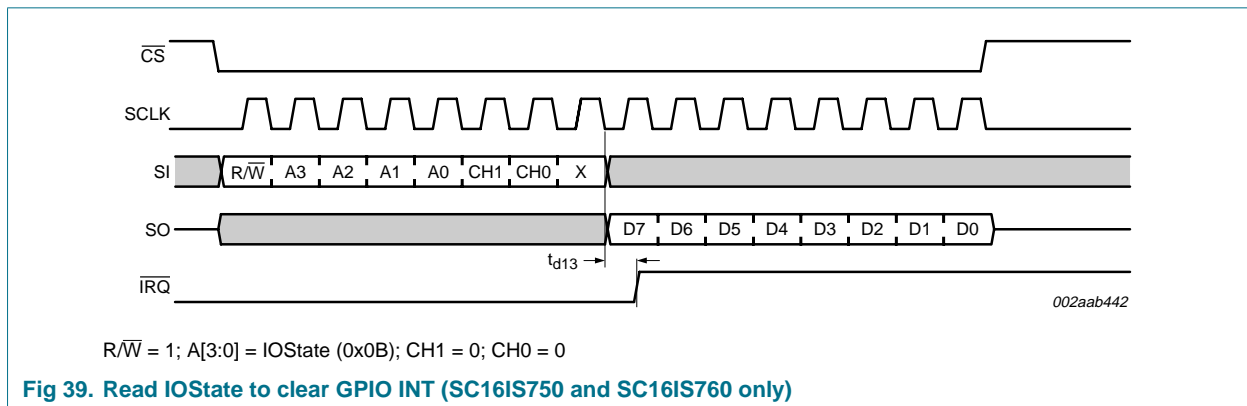 C̅S̅
SCLK
SI R/W̅ A3 A2 A1 A0 CH1 CH0 X
SO D7 D6 D5 D4 D3 D2 D1 D0
td13
I̅R̅Q̅
002aab442
R/W̅ = 1; A[3:0] = IOState (0x0B); CH1 = 0; CH0 = 0
Fig 39. Read IOState to clear GPIO INT (SC16IS750 and SC16IS760 only)